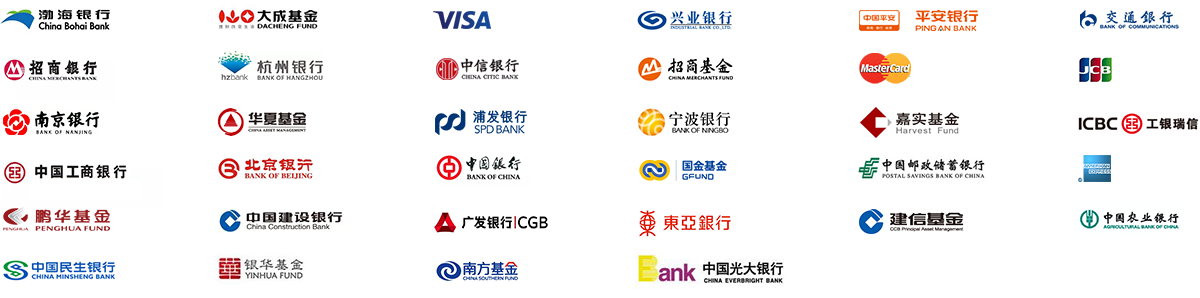 渤海银行
China Bohai Bank
大成基金
DACHENG FUND
VISA
兴业银行
INDUSTRIAL BANK CO.,LTD.
中国平安
平安银行
PINGAN BANK
交通銀行
BANK OF COMMUNICATIONS
招商银行
CHINA MERCHANTS BANK
hzbank
杭州银行
BANK OF HANGZHOU
中信银行
CHINA CITIC BANK
招商基金
CHINA MERCHANTS FUND
MasterCard
JCB
南京银行
BANK OF NANJING
华夏基金
CHINA ASSET MANAGEMENT
浦发银行
SPD BANK
宁波银行
BANK OF NINGBO
嘉实基金
Harvest Fund
ICBC 工银瑞信
中国工商银行
北京银行
BANK OF BEIJING
中国银行
BANK OF CHINA
国金基金
GFUND
中国邮政储蓄银行
POSTAL SAVINGS BANK OF CHINA
AMERICAN
EXPRESS
鹏华基金
PENGHUA
PENGHUA FUND
中国建设银行
China Construction Bank
广发银行|CGB
東亞銀行
建信基金
CCB Principal Asset Management
中国农业银行
AGRICULTURAL BANK OF CHINA
中国民生银行
CHINA MINSHENG BANK
银华基金
YINHUA FUND
南方基金
CHINA SOUTHERN FUND
Bank
中国光大银行
CHINA EVERBRIGHT BANK